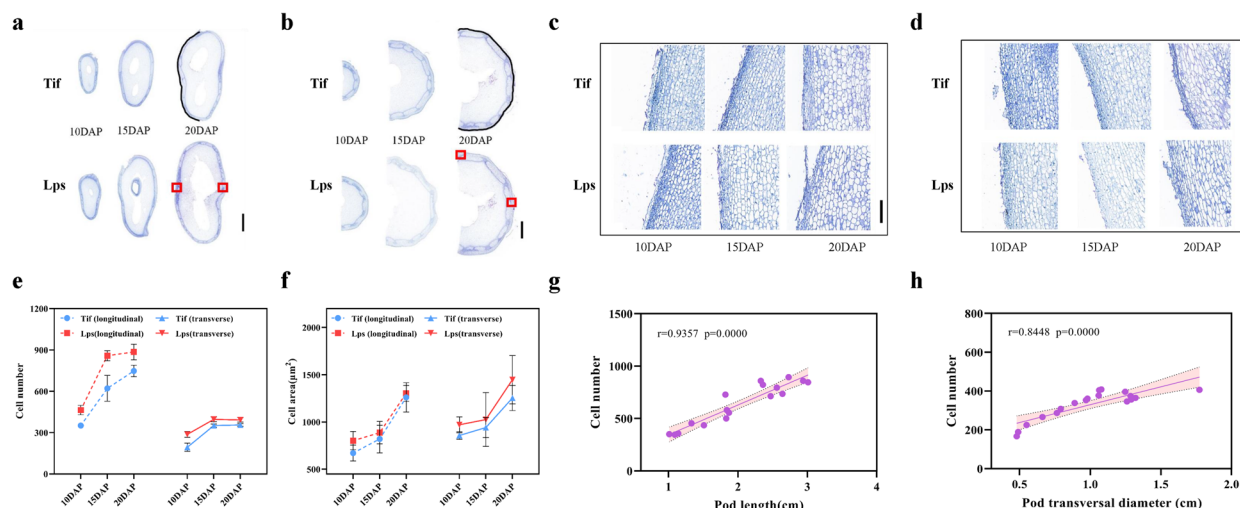 a
b
c
d
Tif
Tif
Tif
Tif
10DAP 15DAP 20DAP
10DAP 15DAP 20DAP
Lps
Lps
Lps
Lps
10DAP 15DAP 20DAP
10DAP 15DAP 20DAP
e
Tif (longitudinal) Tif (transverse)
Lps (longitudinal) Lps(transverse)
Cell number
1200
900
600
300
0
10DAP 15DAP 20DAP 10DAP 15DAP 20DAP
f
Tif (longitudinal) Tif (transverse)
Lps (longitudinal) Lps(transverse)
Cell area(μm²)
2000
1500
1000
500
10DAP 15DAP 20DAP 10DAP 15DAP 20DAP
g
r=0.9357 p=0.0000
Cell number
1500
1000
500
0
1 2 3 4
Pod length(cm)
h
r=0.8448 p=0.0000
Cell number
800
600
400
200
0
0.5 1.0 1.5 2.0
Pod transversal diameter (cm)